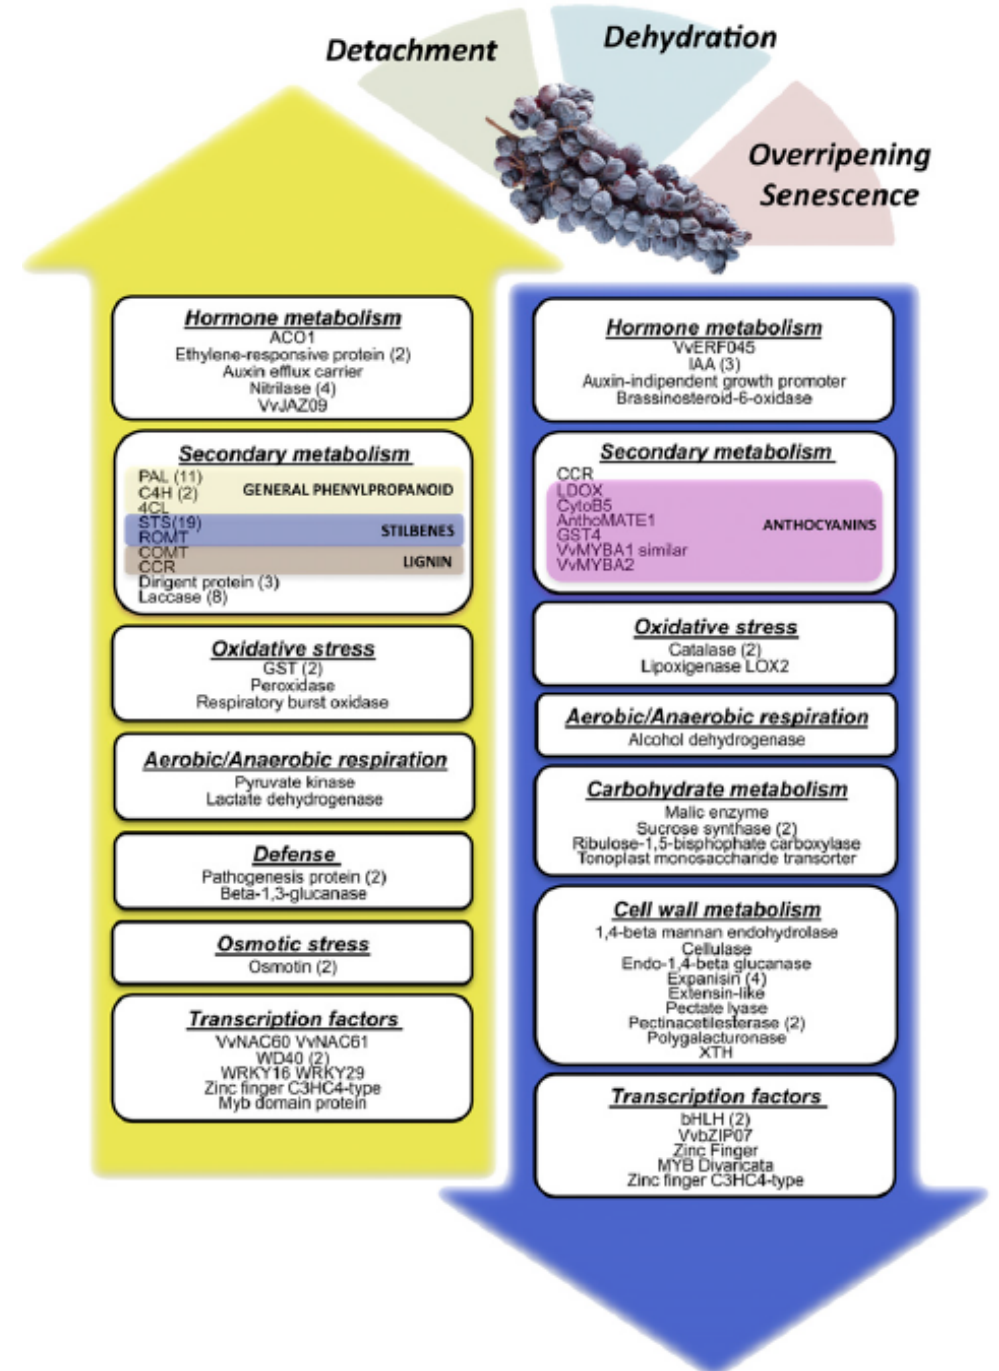 Detachment
Dehydration
Overripening
Senescence
Hormone metabolism
ACO1
Ethylene-responsive protein (2)
Auxin efflux carrier
Nitrilase (4)
VvJAZ09
Secondary metabolism
PAL (11)
C4H (2)
GENERAL PHENYLPROPANOID
4CL
STS(19)
ROMT
STILBENES
COMT
CCR
LIGNIN
Dirigent protein (3)
Laccase (8)
Oxidative stress
GST (2)
Peroxidase
Respiratory burst oxidase
Aerobic/Anaerobic respiration
Pyruvate kinase
Lactate dehydrogenase
Defense
Pathogenesis protein (2)
Beta-1,3-glucanase
Osmotic stress
Osmotin (2)
Transcription factors
VvNAC60 VvNAC61
WD40 (2)
WRKY16 WRKY29
Zinc finger C3HC4-type
Myb domain protein
Hormone metabolism
VvERF045
IAA (3)
Auxin-indipendent growth promoter
Brassinosteroid-6-oxidase
Secondary metabolism
CCR
LDOX
CytoB5
AnthoMATE1
ANTHOCYANINS
GST4
VvMYBA1 similar
VvMYBA2
Oxidative stress
Catalase (2)
Lipoxigenase LOX2
Aerobic/Anaerobic respiration
Alcohol dehydrogenase
Carbohydrate metabolism
Malic enzyme
Sucrose synthase (2)
Ribulose-1,5-bisphophate carboxylase
Tonoplast monosaccharide transorter
Cell wall metabolism
1,4-beta mannan endohydrolase
Cellulase
Endo-1,4-beta glucanase
Expanisin (4)
Extensin-like
Pectate lyase
Pectinacetilesterase (2)
Polygalacturonase
XTH
Transcription factors
bHLH (2)
VvbZIP07
Zinc Finger
MYB Divaricata
Zinc finger C3HC4-type